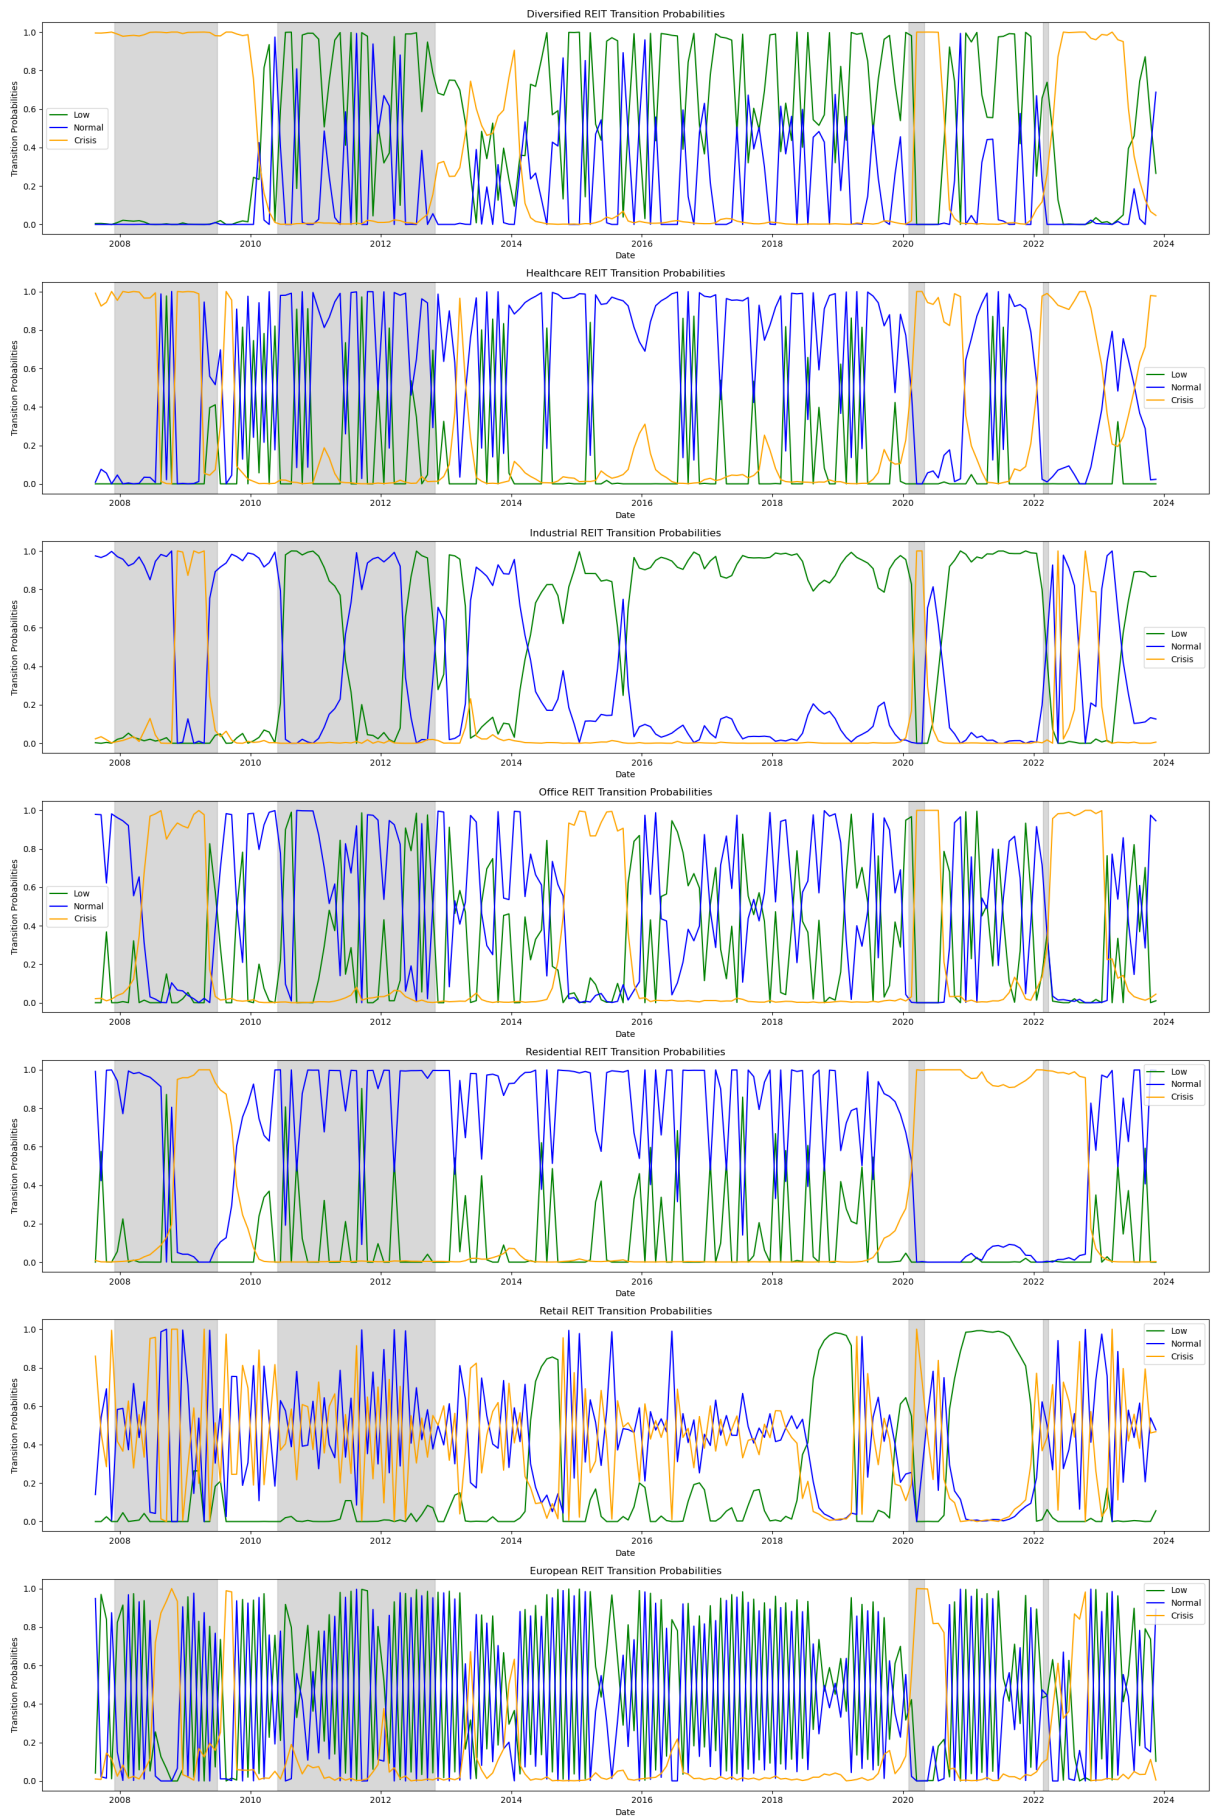 Diversified REIT Transition Probabilities
Transition Probabilities
1.0
0.8
0.6
0.4
0.2
0.0
Low
Normal
Crisis
2008 2010 2012 2014 2016 2018 2020 2022 2024
Date
Healthcare REIT Transition Probabilities
Transition Probabilities
1.0
0.8
0.6
0.4
0.2
0.0
Low
Normal
Crisis
2008 2010 2012 2014 2016 2018 2020 2022 2024
Date
Industrial REIT Transition Probabilities
Transition Probabilities
1.0
0.8
0.6
0.4
0.2
0.0
Low
Normal
Crisis
2008 2010 2012 2014 2016 2018 2020 2022 2024
Date
Office REIT Transition Probabilities
Transition Probabilities
1.0
0.8
0.6
0.4
0.2
0.0
Low
Normal
Crisis
2008 2010 2012 2014 2016 2018 2020 2022 2024
Date
Residential REIT Transition Probabilities
Transition Probabilities
1.0
0.8
0.6
0.4
0.2
0.0
Low
Normal
Crisis
2008 2010 2012 2014 2016 2018 2020 2022 2024
Date
Retail REIT Transition Probabilities
Transition Probabilities
1.0
0.8
0.6
0.4
0.2
0.0
Low
Normal
Crisis
2008 2010 2012 2014 2016 2018 2020 2022 2024
Date
European REIT Transition Probabilities
Transition Probabilities
1.0
0.8
0.6
0.4
0.2
0.0
Low
Normal
Crisis
2008 2010 2012 2014 2016 2018 2020 2022 2024
Date